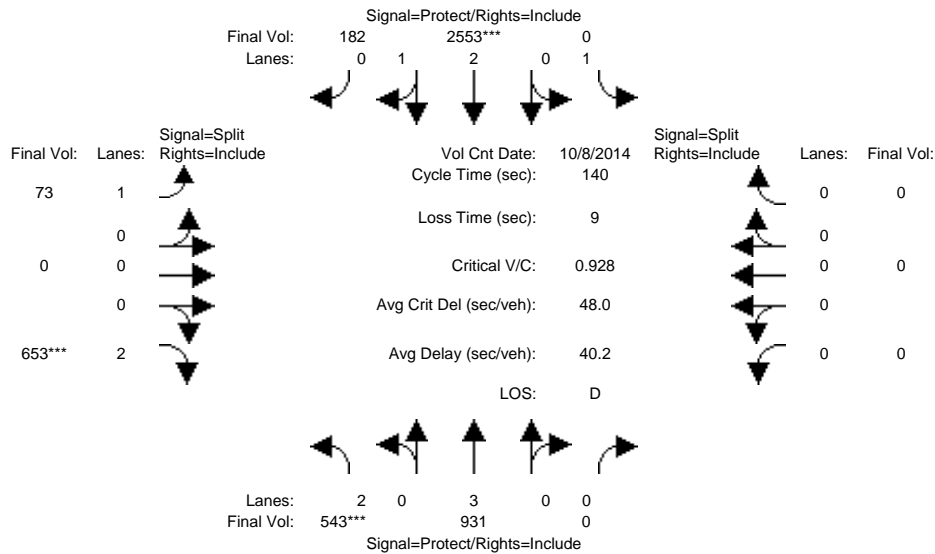 Signal=Protect/Rights=Include
Final Vol: 182 2553*** 0
Lanes: 0 1 2 0 1
Signal=Split Signal=Split
Final Vol: Lanes: Rights=Include Vol Cnt Date: 10/8/2014 Rights=Include Lanes: Final Vol:
Cycle Time (sec): 140
73 1 0 0
Loss Time (sec): 9
0 0
0 0 Critical V/C: 0.928 0 0
0 Avg Crit Del (sec/veh): 48.0 0
653*** 2 Avg Delay (sec/veh): 40.2 0 0
LOS: D
Lanes: 2 0 3 0 0
Final Vol: 543*** 931 0
Signal=Protect/Rights=Include